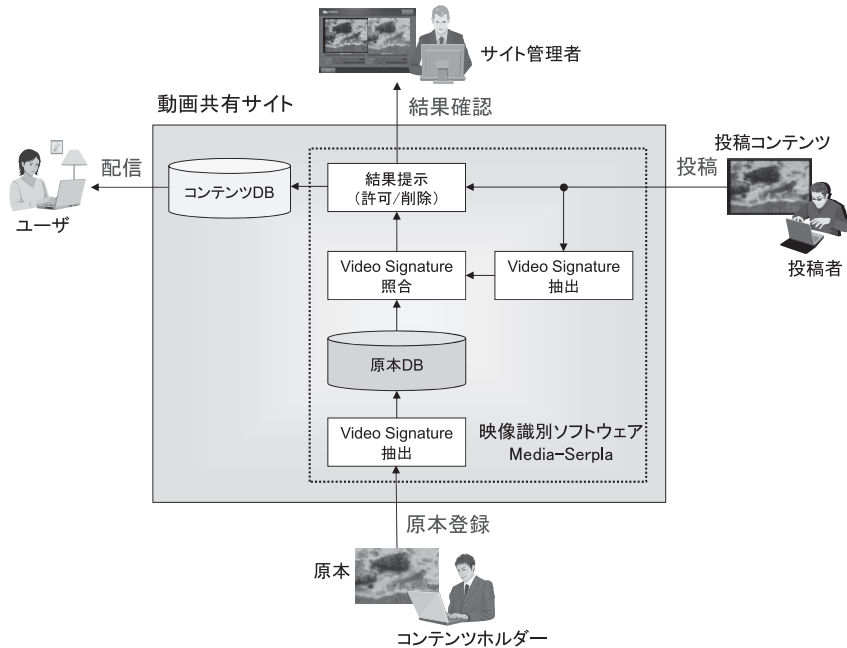 サイト管理者
動画共有サイト
結果確認
投稿コンテンツ
配信
投稿
コンテンツDB
結果提示
(許可/削除)
ユーザ
投稿者
Video Signature
照合
Video Signature
抽出
原本DB
Video Signature
抽出
映像識別ソフトウェア
Media-Serpla
原本登録
原本
コンテンツホルダー